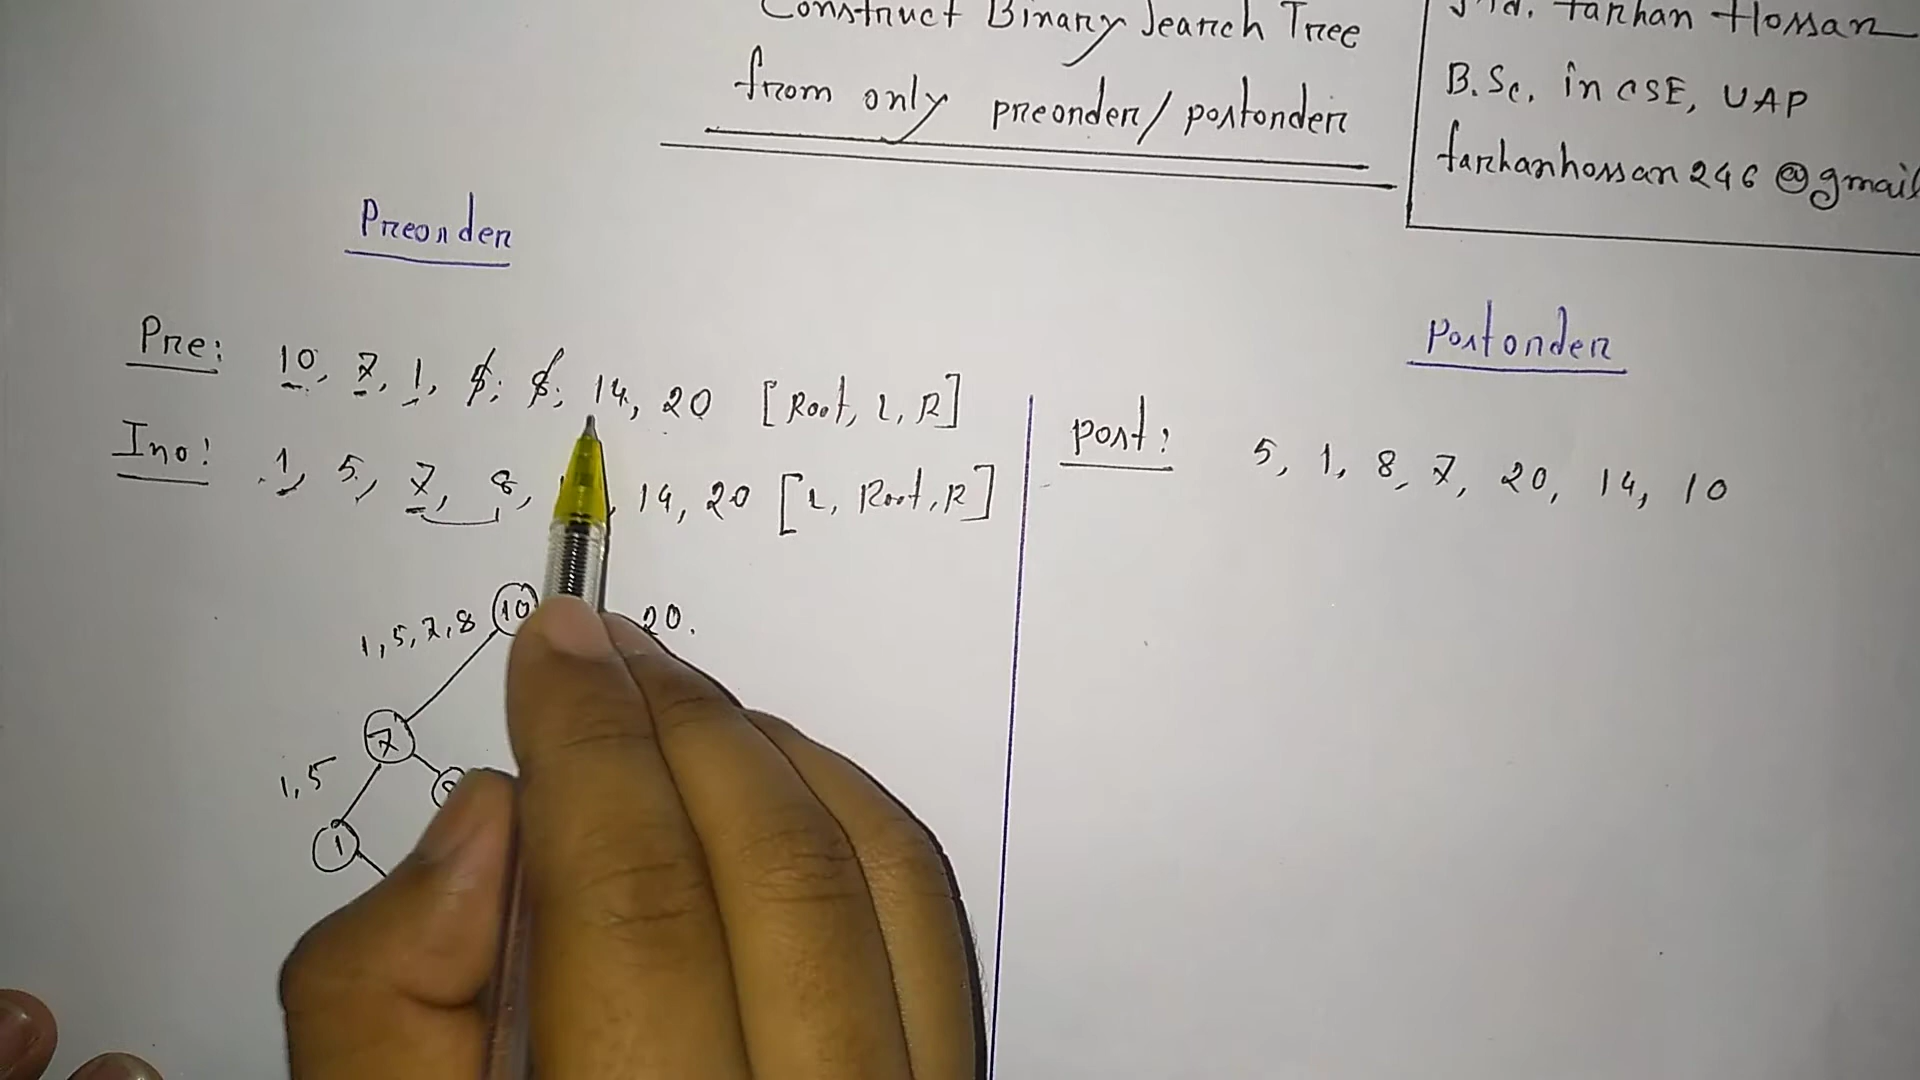 Construct Binary Search Tree
from only preorder/postorder
Md. Farhan Hossan
B.Sc. in CSE, UAP
farhanhossan246@gmail
Preorder
Pre: 10, 7, 1, 5, 8, 14, 20 [Root, L, R]
Ino: 1, 5, 7, 8, 14, 20 [L, Root, R]
10
1, 5, 7, 8
20.
7
1, 5
1
Postorder
Post: 5, 1, 8, 7, 20, 14, 10